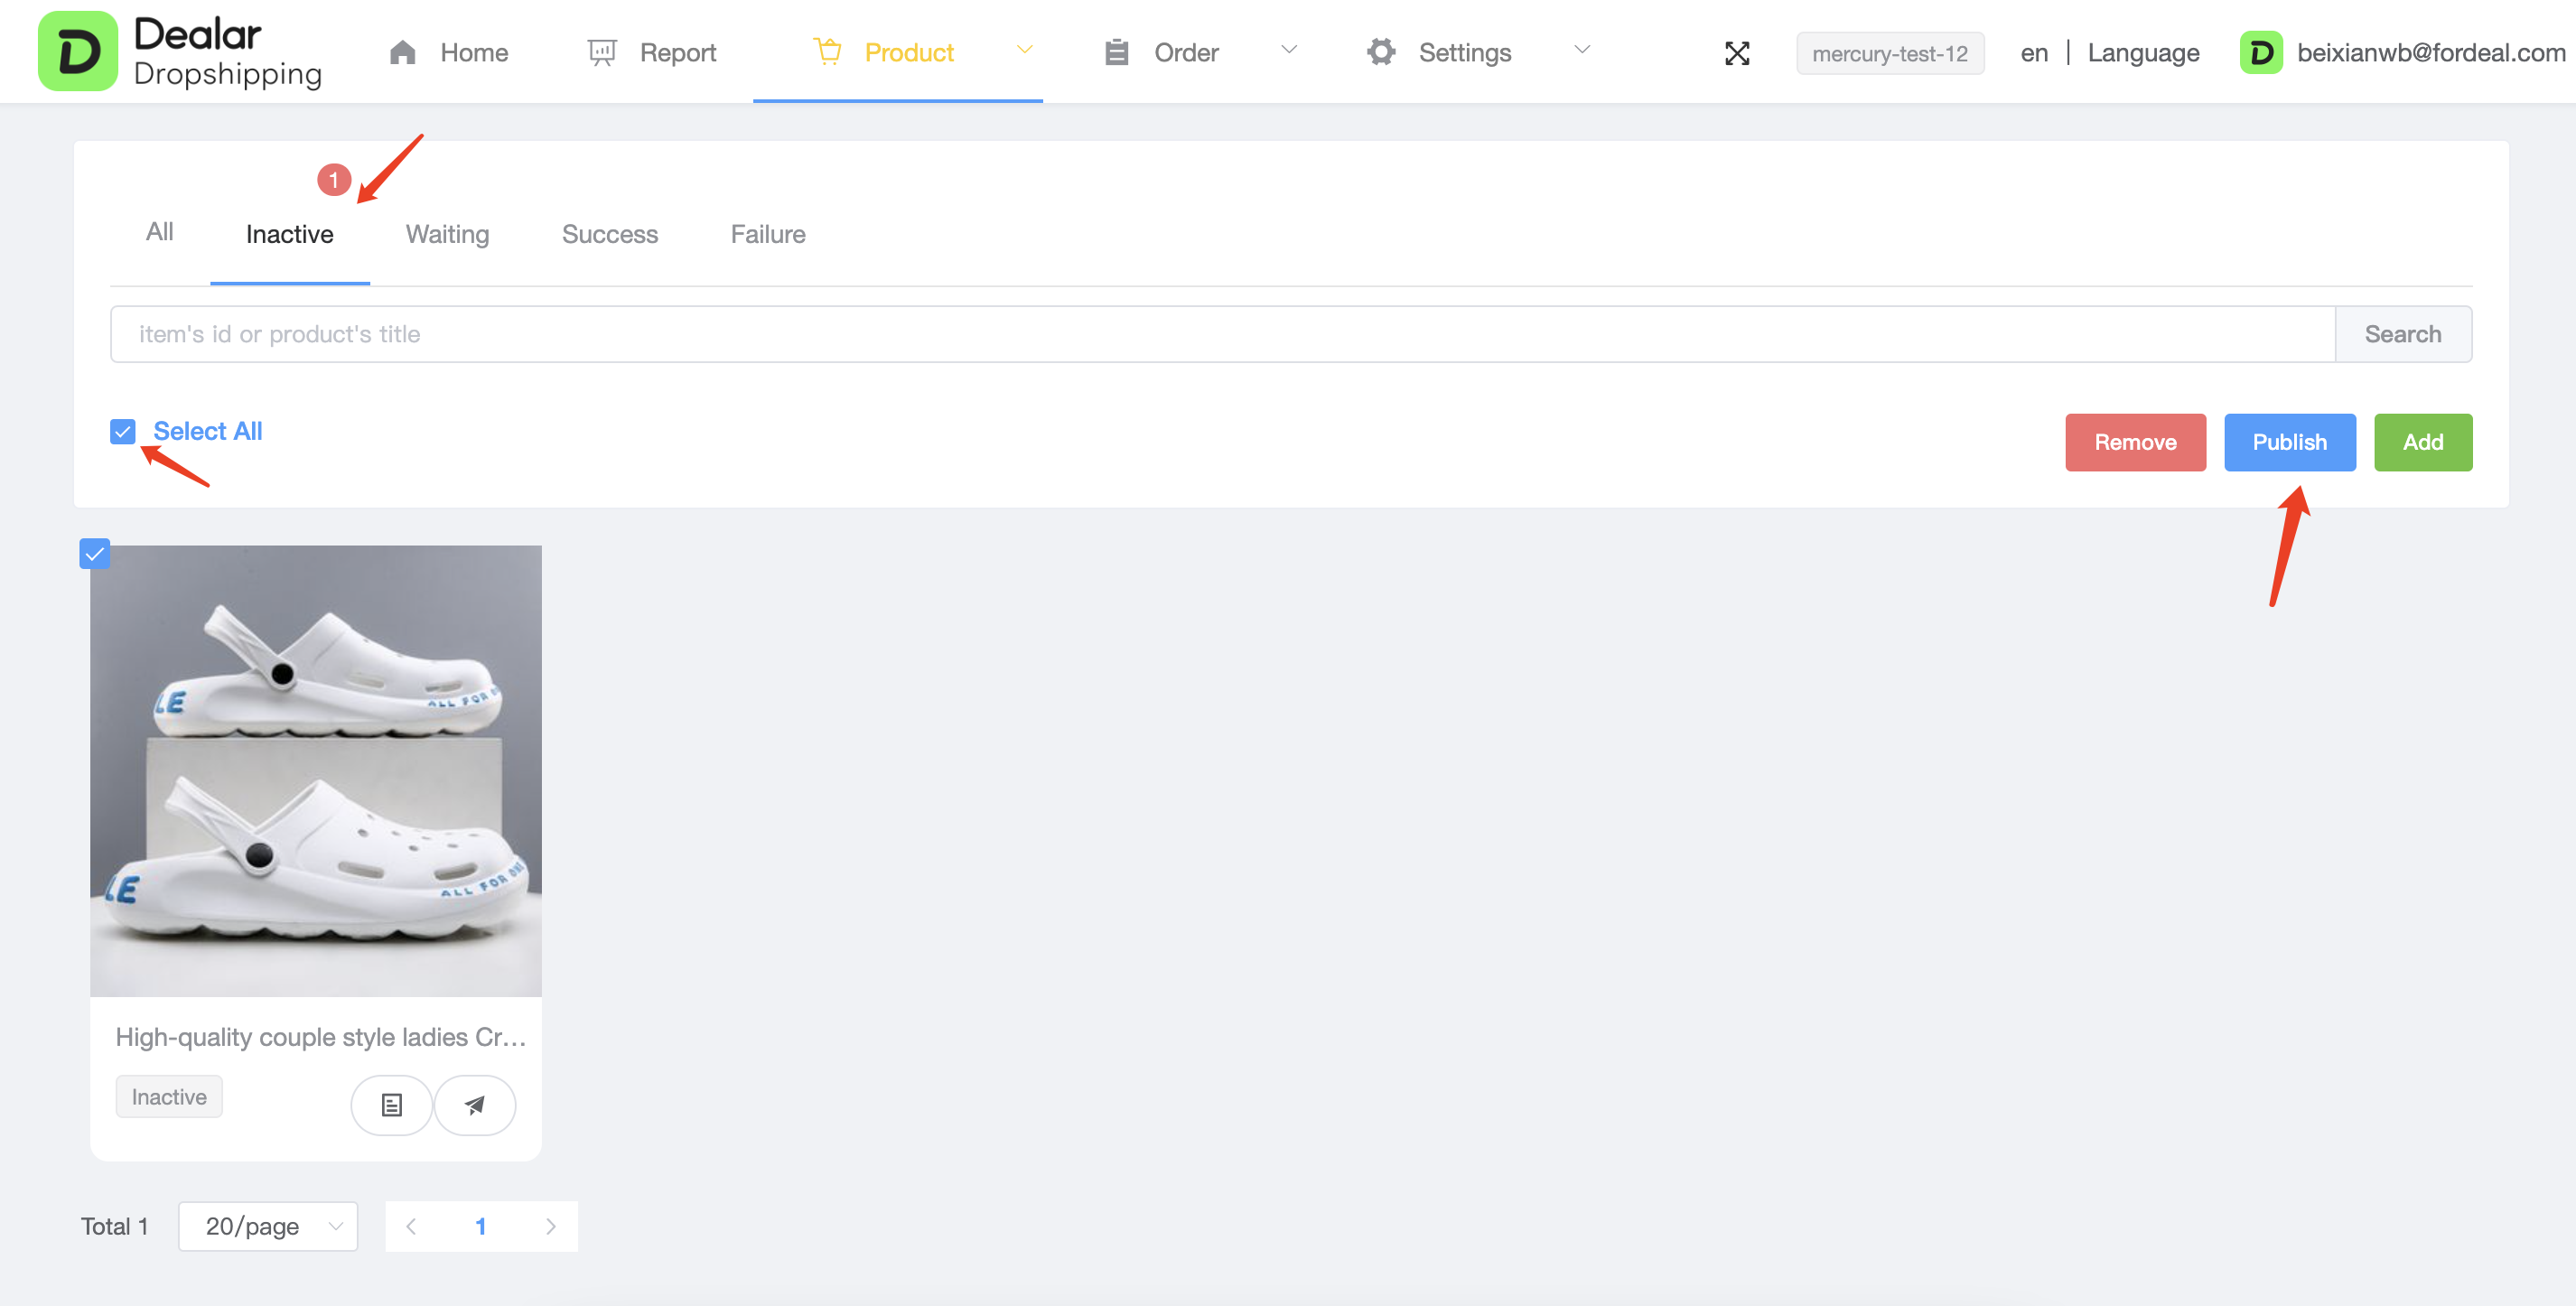 Dealar
Dropshipping
Home
Report
Product
Order
Settings
mercury-test-12
en | Language
beixianwb@fordeal.com
1
All
Inactive
Waiting
Success
Failure
item's id or product's title
Search
Select All
Remove
Publish
Add
LE
ALL FOR
LE
ALL FOR ONE
High-quality couple style ladies Cr...
Inactive
Total 1
20/page
1